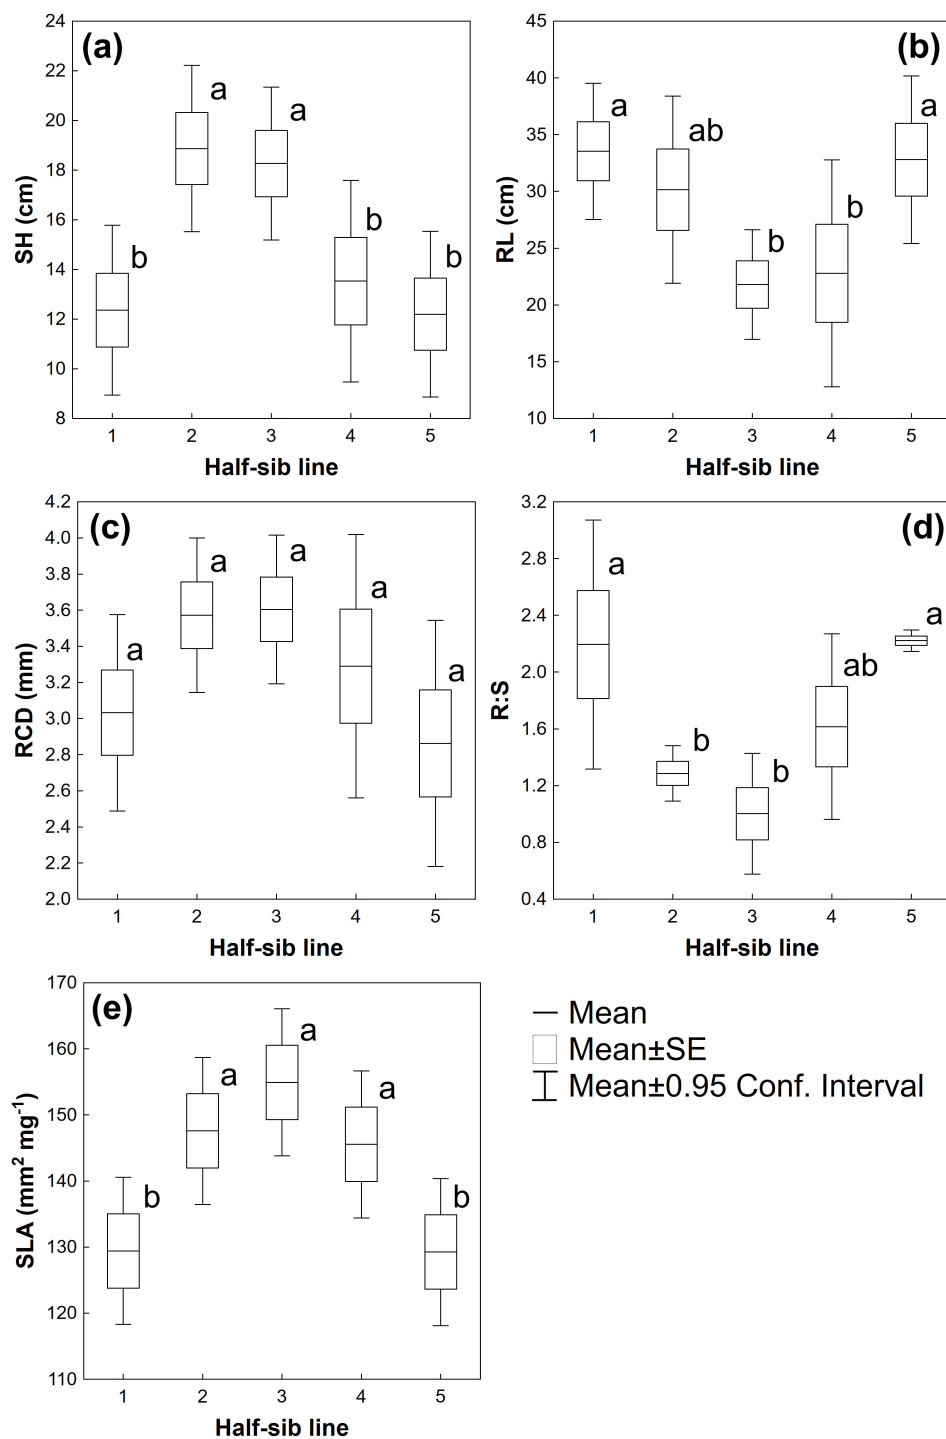 (a)
SH (cm)
24
22
20
18
16
14
12
10
8
b
a
a
b
b
1 2 3 4 5
Half-sib line
(b)
RL (cm)
45
40
35
30
25
20
15
10
a
ab
b
b
a
1 2 3 4 5
Half-sib line
(c)
RCD (mm)
4.2
4.0
3.8
3.6
3.4
3.2
3.0
2.8
2.6
2.4
2.2
2.0
a
a
a
a
a
1 2 3 4 5
Half-sib line
(d)
R:S
3.2
2.8
2.4
2.0
1.6
1.2
0.8
0.4
a
b
b
ab
a
1 2 3 4 5
Half-sib line
(e)
SLA (mm² mg⁻¹)
170
160
150
140
130
120
110
b
a
a
a
b
1 2 3 4 5
Half-sib line
Mean
Mean±SE
Mean±0.95 Conf. Interval